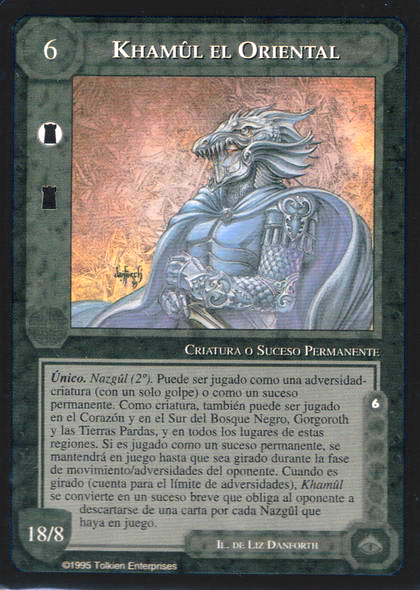 6
KHAMÛL EL ORIENTAL
danforth
CRIATURA O SUCESO PERMANENTE
Único. Nazgûl (2º). Puede ser jugado como una adversidad-
criatura (con un solo golpe) o como un suceso
permanente. Como criatura, también puede ser jugado
en el Corazón y en el Sur del Bosque Negro, Gorgoroth
y las Tierras Pardas, y en todos los lugares de estas
regiones. Si es jugado como un suceso permanente, se
mantendrá en juego hasta que sea girado durante la fase
de movimiento/adversidades del oponente. Cuando es
girado (cuenta para el límite de adversidades), Khamûl
se convierte en un suceso breve que obliga al oponente a
descartarse de una carta por cada Nazgûl que
haya en juego.
6
18/8
IL. DE LIZ DANFORTH
©1995 Tolkien Enterprises